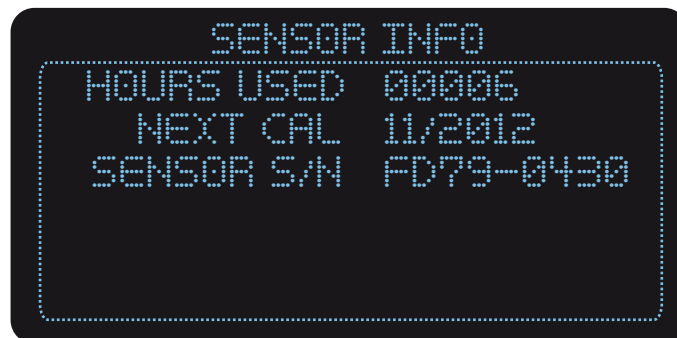 SENSOR INFO
HOURS USED 00006
NEXT CAL 11/2012
SENSOR S/N FD79-0430